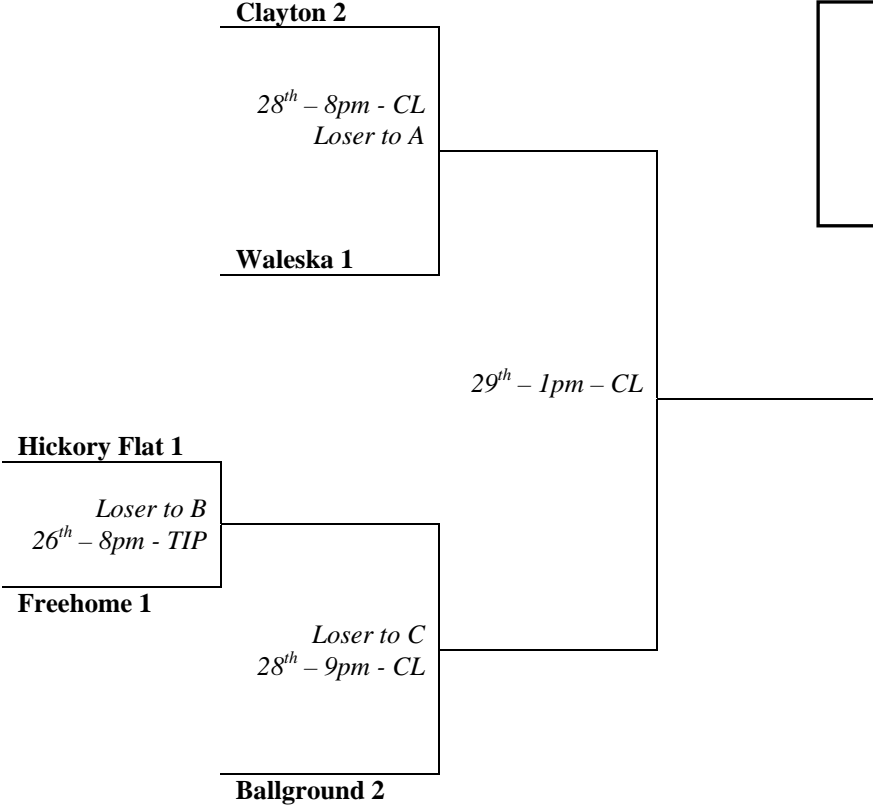 Clayton 2
28th – 8pm - CL
Loser to A
Waleska 1
29th – 1pm – CL
Hickory Flat 1
Loser to B
26th – 8pm - TIP
Freehome 1
Loser to C
28th – 9pm - CL
Ballground 2